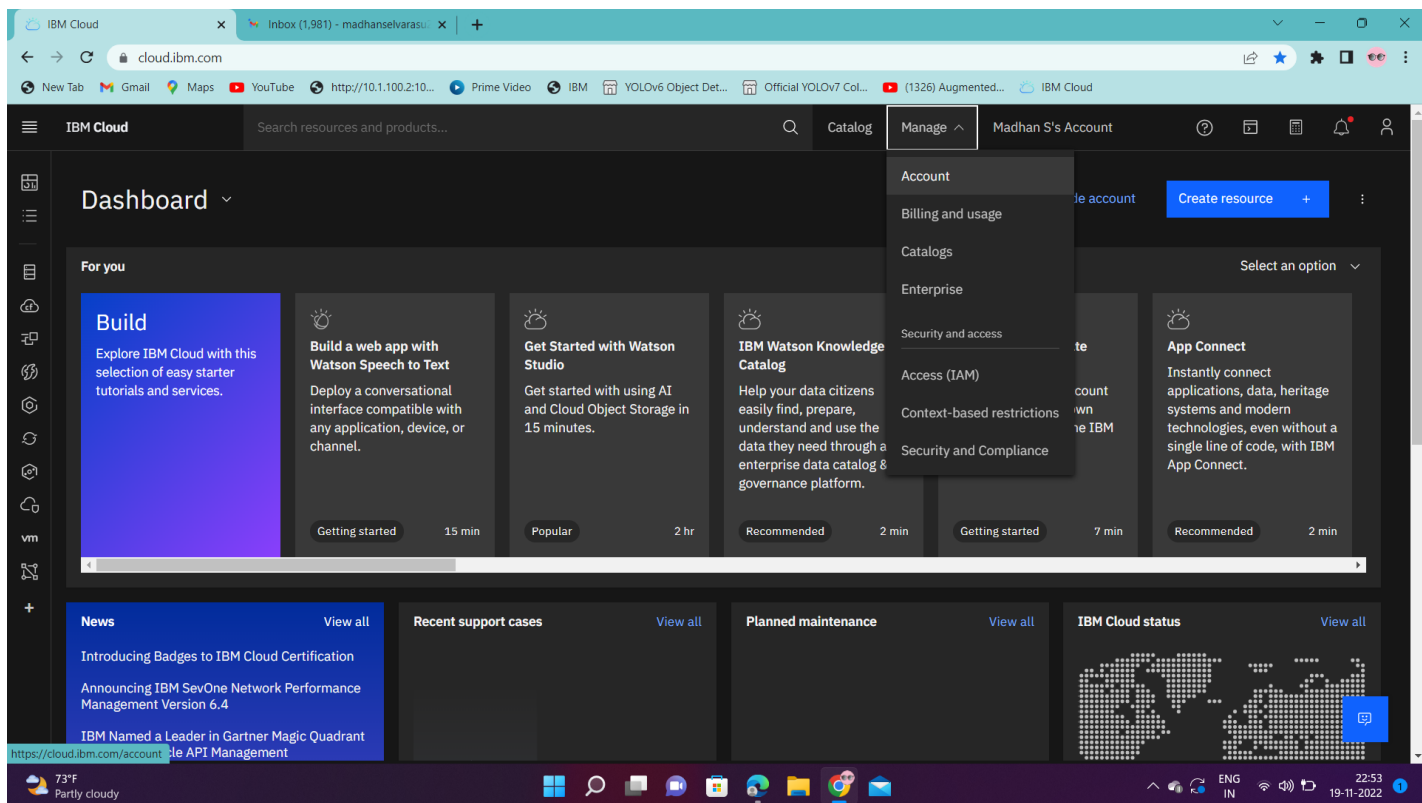 IBM Cloud
Inbox (1,981) - madhanselvarasu
cloud.ibm.com
New Tab Gmail Maps YouTube http://10.1.100.2:10... Prime Video IBM YOLOv6 Object Det... Official YOLOv7 Col... (1326) Augmented... IBM Cloud
IBM Cloud Search resources and products... Catalog Manage Madhan S's Account
Dashboard
account Create resource +
Account
Billing and usage
Catalogs
Enterprise
Security and access
Access (IAM)
Context-based restrictions
Security and Compliance
For you
Select an option
Build
Explore IBM Cloud with this
selection of easy starter
tutorials and services.
Build a web app with
Watson Speech to Text
Deploy a conversational
interface compatible with
any application, device, or
channel.
Getting started 15 min
Get Started with Watson
Studio
Get started with using AI
and Cloud Object Storage in
15 minutes.
Popular 2 hr
IBM Watson Knowledge
Catalog
Help your data citizens
easily find, prepare,
understand and use the
data they need through a
enterprise data catalog &
governance platform.
Recommended 2 min
IBM
Getting started 7 min
App Connect
Instantly connect
applications, data, heritage
systems and modern
technologies, even without a
single line of code, with IBM
App Connect.
Recommended 2 min
vm
News View all
Introducing Badges to IBM Cloud Certification
Announcing IBM SevOne Network Performance
Management Version 6.4
IBM Named a Leader in Gartner Magic Quadrant
API Management
Recent support cases View all
Planned maintenance View all
IBM Cloud status View all
https://cloud.ibm.com/account
73°F
Partly cloudy
ENG
IN
22:53
19-11-2022
1